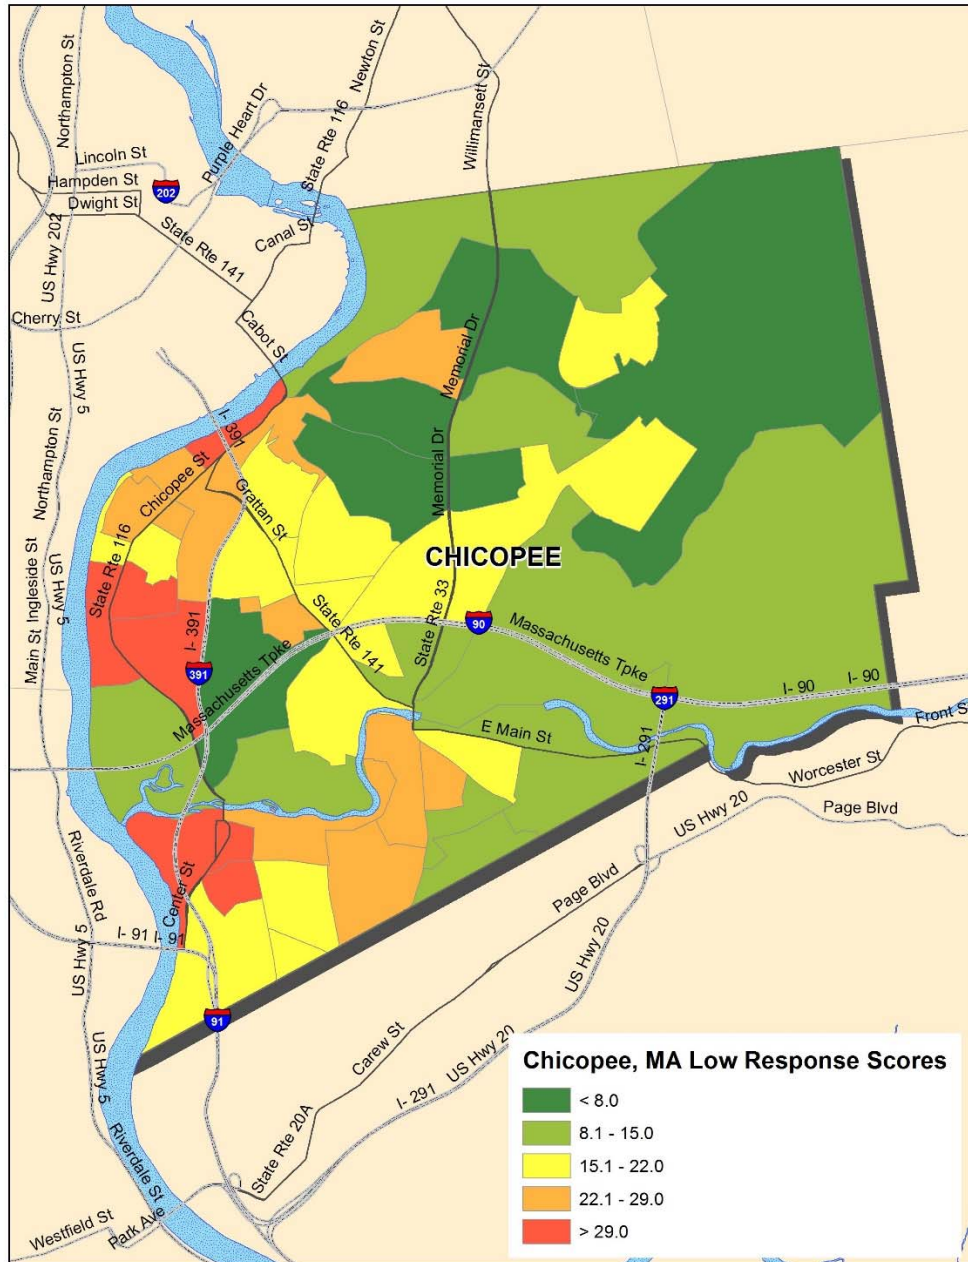 Northampton St
Newton St
Purple Heart Dr
State Rte 116
Willimansett St
Lincoln St
Hampden St
202
Dwight St
Canal St
State Rte 141
US Hwy 202
Cherry St
Cabot St
Memorial Dr
US Hwy 5
I- 391
Northampton St
Chicopee St
Grattan St
Memorial Dr
State Rte 116
CHICOPEE
Main St Ingleside St
US Hwy 5
State Rte 33
State Rte 141
90
Massachusetts Tpke
I- 391
391
Massachusetts Tpke
291
I- 90
I- 90
Front S
E Main St
I- 291
Worcester St
US Hwy 20
Page Blvd
Riverdale Rd
Center St
Page Blvd
I- 91
I- 91
US Hwy 5
US Hwy 20
91
US Hwy 5
Carew St
US Hwy 20
I- 291
State Rte 20A
Riverdale St
Park Ave
Westfield St
Chicopee, MA Low Response Scores
< 8.0
8.1 - 15.0
15.1 - 22.0
22.1 - 29.0
> 29.0